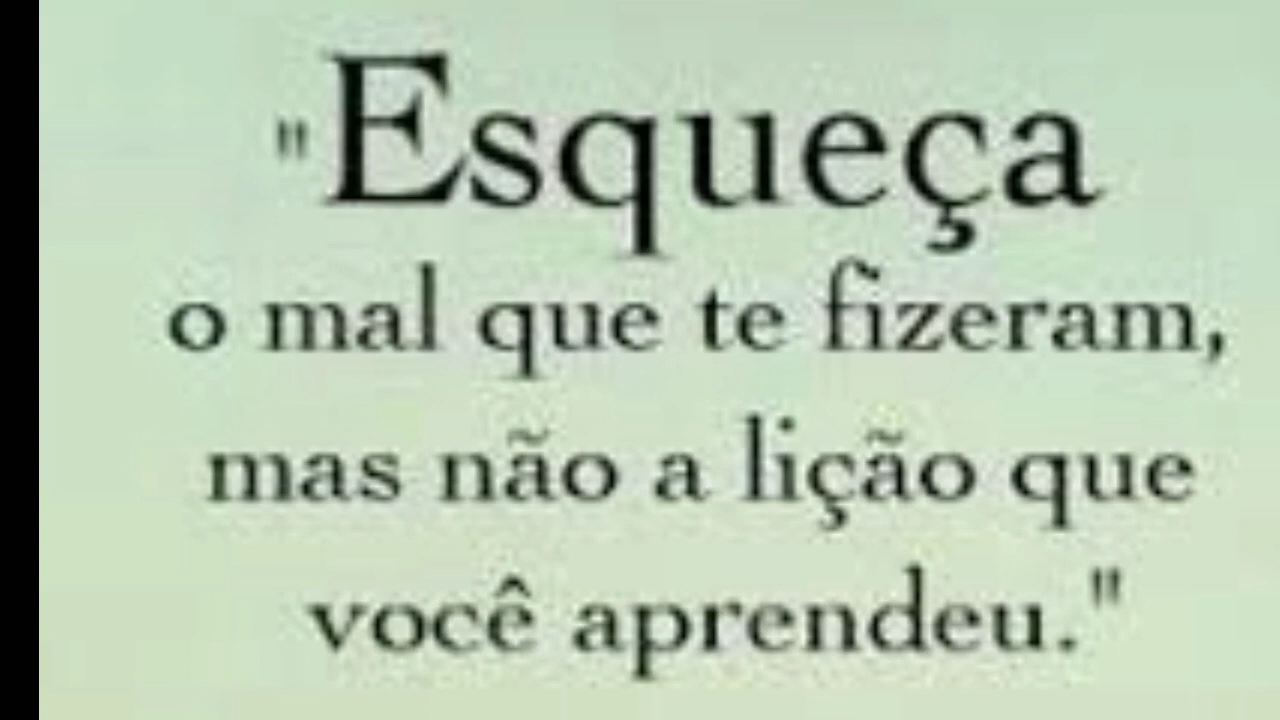 "Esqueça
o mal que te fizeram,
mas não a lição que
você aprendeu."